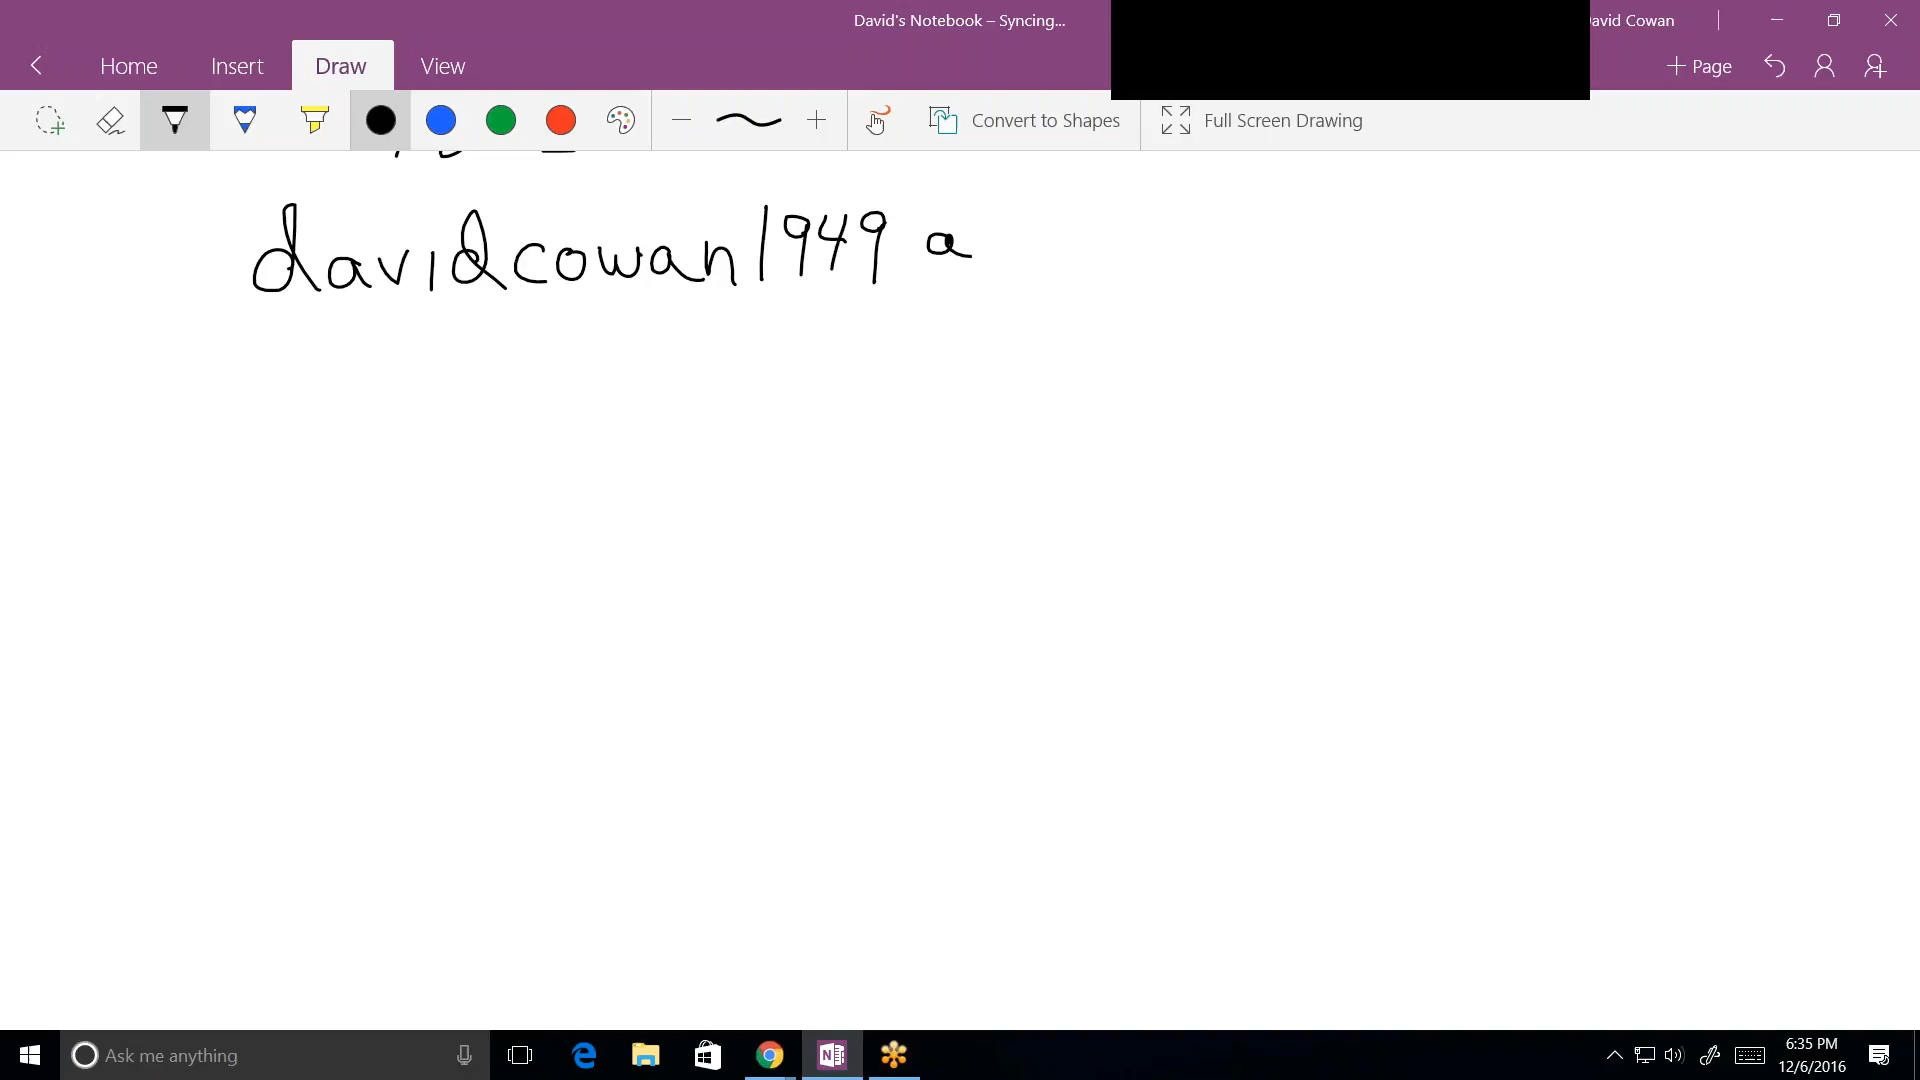 David's Notebook – Syncing...
avid Cowan
Home Insert Draw View
Page
Convert to Shapes
Full Screen Drawing
davidcowan1949 a
Ask me anything
6:35 PM
12/6/2016